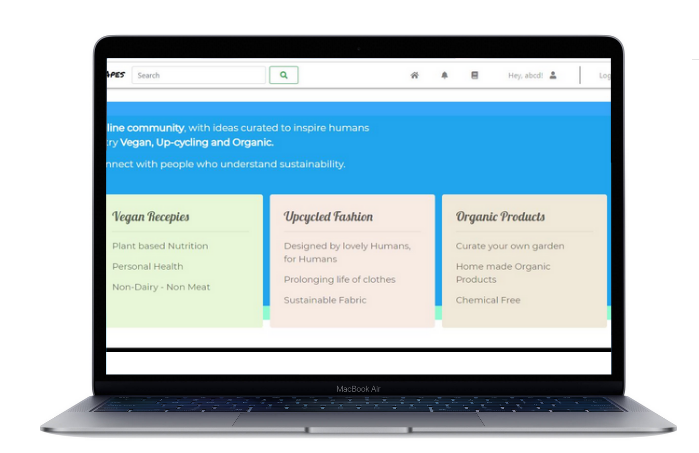 APES Search Hey, abcd! Log
line community, with ideas curated to inspire humans
try Vegan, Up-cycling and Organic.
nnect with people who understand sustainability.
Vegan Recepies
Plant based Nutrition
Personal Health
Non-Dairy - Non Meat
Upcycled Fashion
Designed by lovely Humans,
for Humans
Prolonging life of clothes
Sustainable Fabric
Organic Products
Curate your own garden
Home made Organic
Products
Chemical Free
MacBook Air